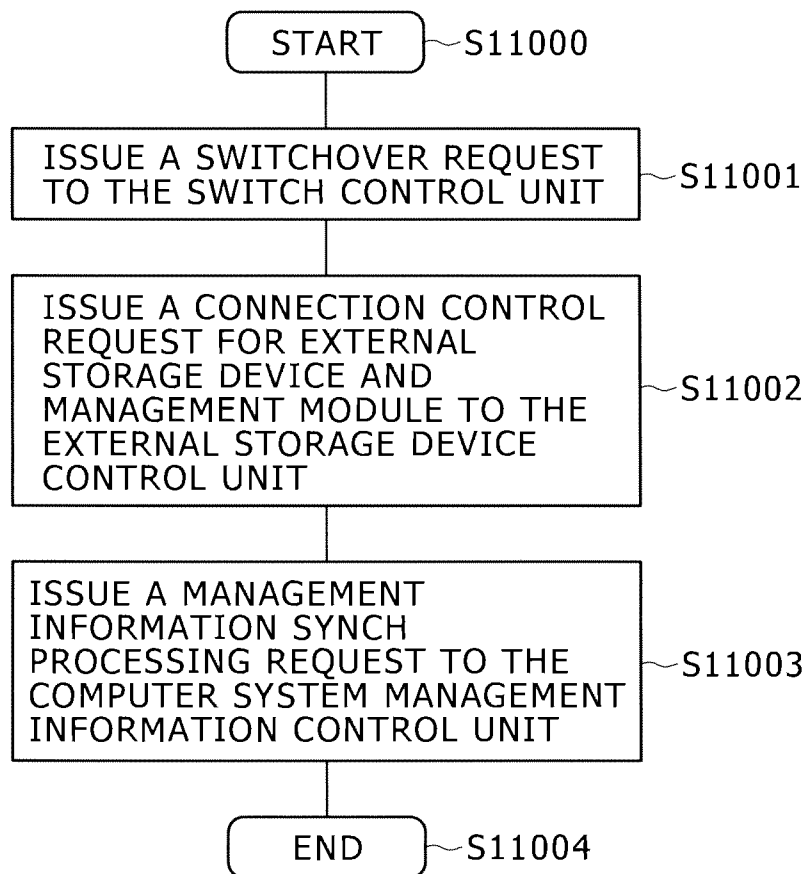 START
S11000
ISSUE A SWITCHOVER REQUEST
TO THE SWITCH CONTROL UNIT
S11001
ISSUE A CONNECTION CONTROL
REQUEST FOR EXTERNAL
STORAGE DEVICE AND
MANAGEMENT MODULE TO THE
EXTERNAL STORAGE DEVICE
CONTROL UNIT
S11002
ISSUE A MANAGEMENT
INFORMATION SYNCH
PROCESSING REQUEST TO THE
COMPUTER SYSTEM MANAGEMENT
INFORMATION CONTROL UNIT
S11003
END
S11004